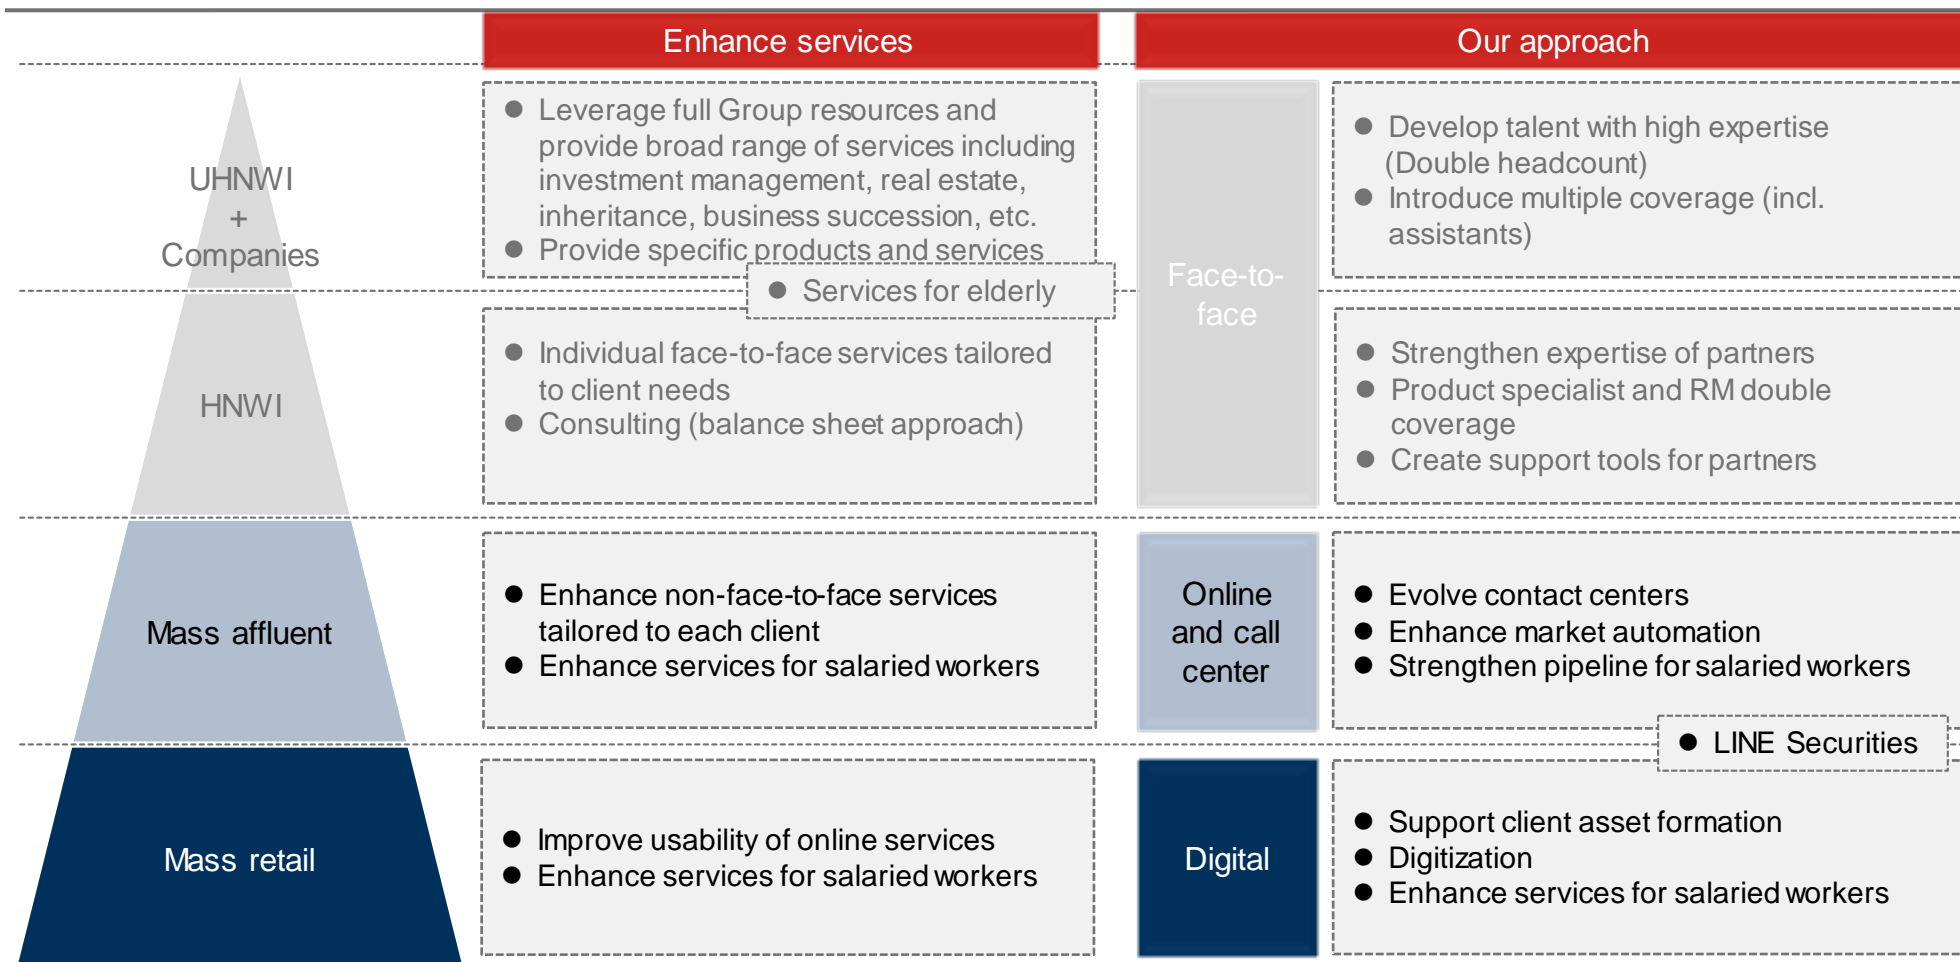 Enhance services
Our approach
UHNWI
+
Companies
● Leverage full Group resources and
provide broad range of services including
investment management, real estate,
inheritance, business succession, etc.
● Provide specific products and services
Face-to-
face
● Develop talent with high expertise
(Double headcount)
● Introduce multiple coverage (incl.
assistants)
● Services for elderly
HNWI
● Individual face-to-face services tailored
to client needs
● Consulting (balance sheet approach)
● Strengthen expertise of partners
● Product specialist and RM double
coverage
● Create support tools for partners
Mass affluent
● Enhance non-face-to-face services
tailored to each client
● Enhance services for salaried workers
Online
and call
center
● Evolve contact centers
● Enhance market automation
● Strengthen pipeline for salaried workers
● LINE Securities
Mass retail
● Improve usability of online services
● Enhance services for salaried workers
Digital
● Support client asset formation
● Digitization
● Enhance services for salaried workers